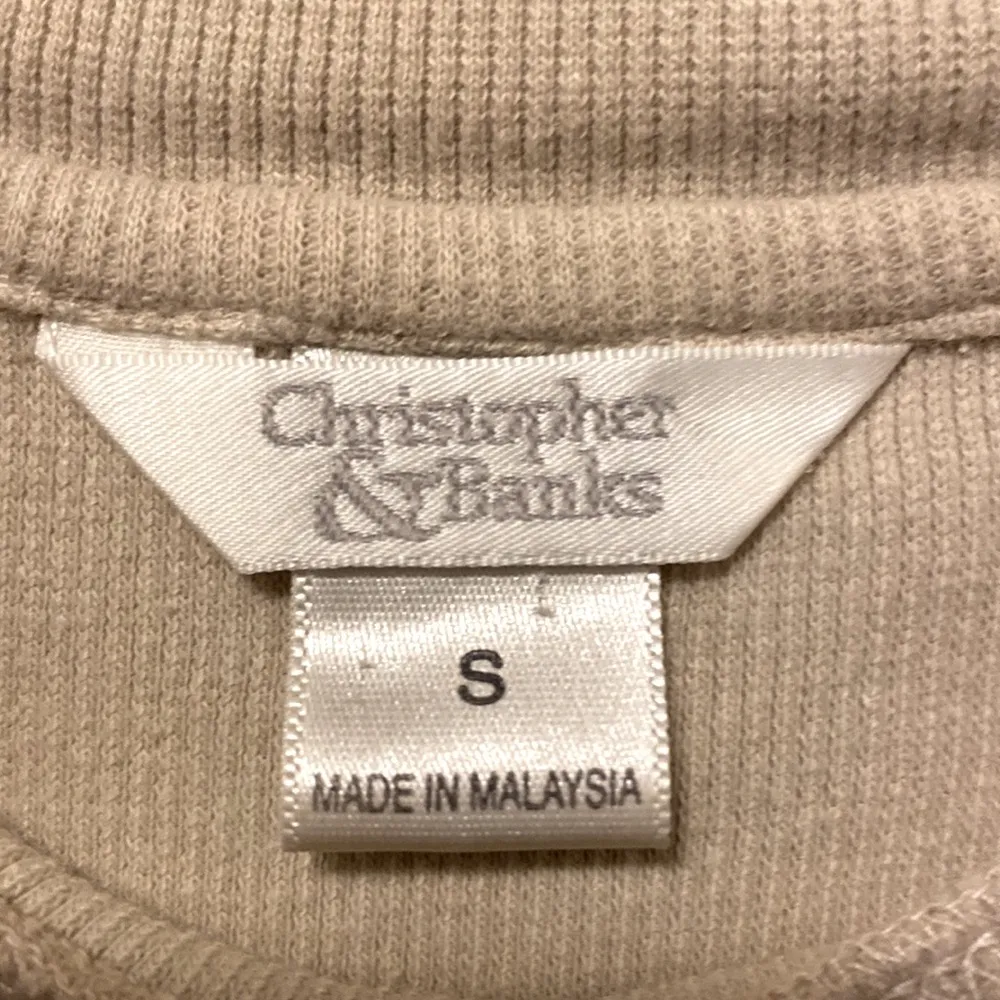 Christopher
& Banks
S
MADE IN MALAYSIA